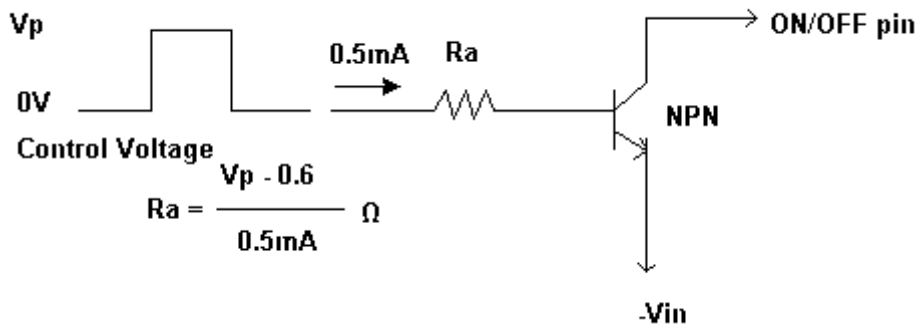 Vp
ON/OFF pin
0.5mA
Ra
0V
NPN
Control Voltage
Vp - 0.6
Ra =
Ω
0.5mA
-Vin